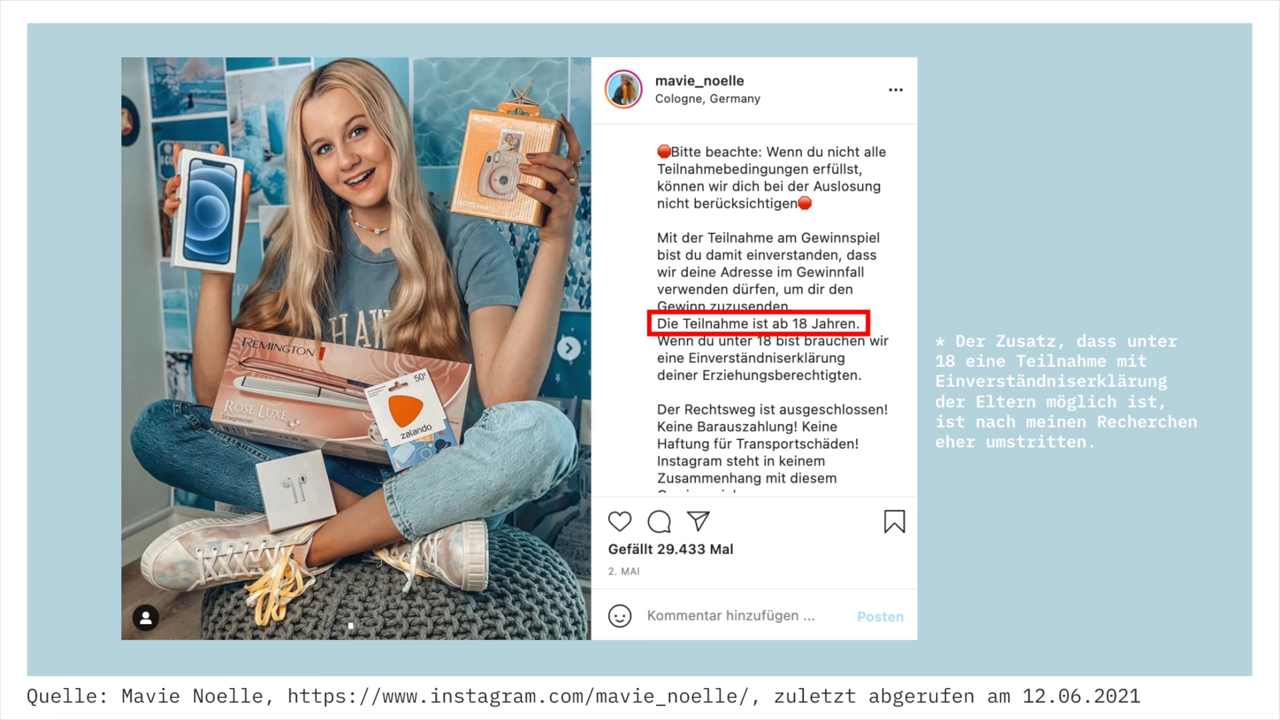 mavie_noelle
Cologne, Germany
🛑Bitte beachte: Wenn du nicht alle
Teilnahmebedingungen erfüllst,
können wir dich bei der Auslosung
nicht berücksichtigen🛑
Mit der Teilnahme am Gewinnspiel
bist du damit einverstanden, dass
wir deine Adresse im Gewinnfall
verwenden dürfen, um dir den
Gewinn zuzusenden.
Die Teilnahme ist ab 18 Jahren.
Wenn du unter 18 bist brauchen wir
eine Einverständniserklärung
deiner Erziehungsberechtigten.
Der Rechtsweg ist ausgeschlossen!
Keine Barauszahlung! Keine
Haftung für Transportschäden!
Instagram steht in keinem
Zusammenhang mit diesem
Gefällt 29.433 Mal
2. MAI
Kommentar hinzufügen ...
Posten
REMINGTON
ROSE LUXE
Straightener
50€
zalando
HAW
* Der Zusatz, dass unter
18 eine Teilnahme mit
Einverständniserklärung
der Eltern möglich ist,
ist nach meinen Recherchen
eher umstritten.
Quelle: Mavie Noelle, https://www.instagram.com/mavie_noelle/, zuletzt abgerufen am 12.06.2021